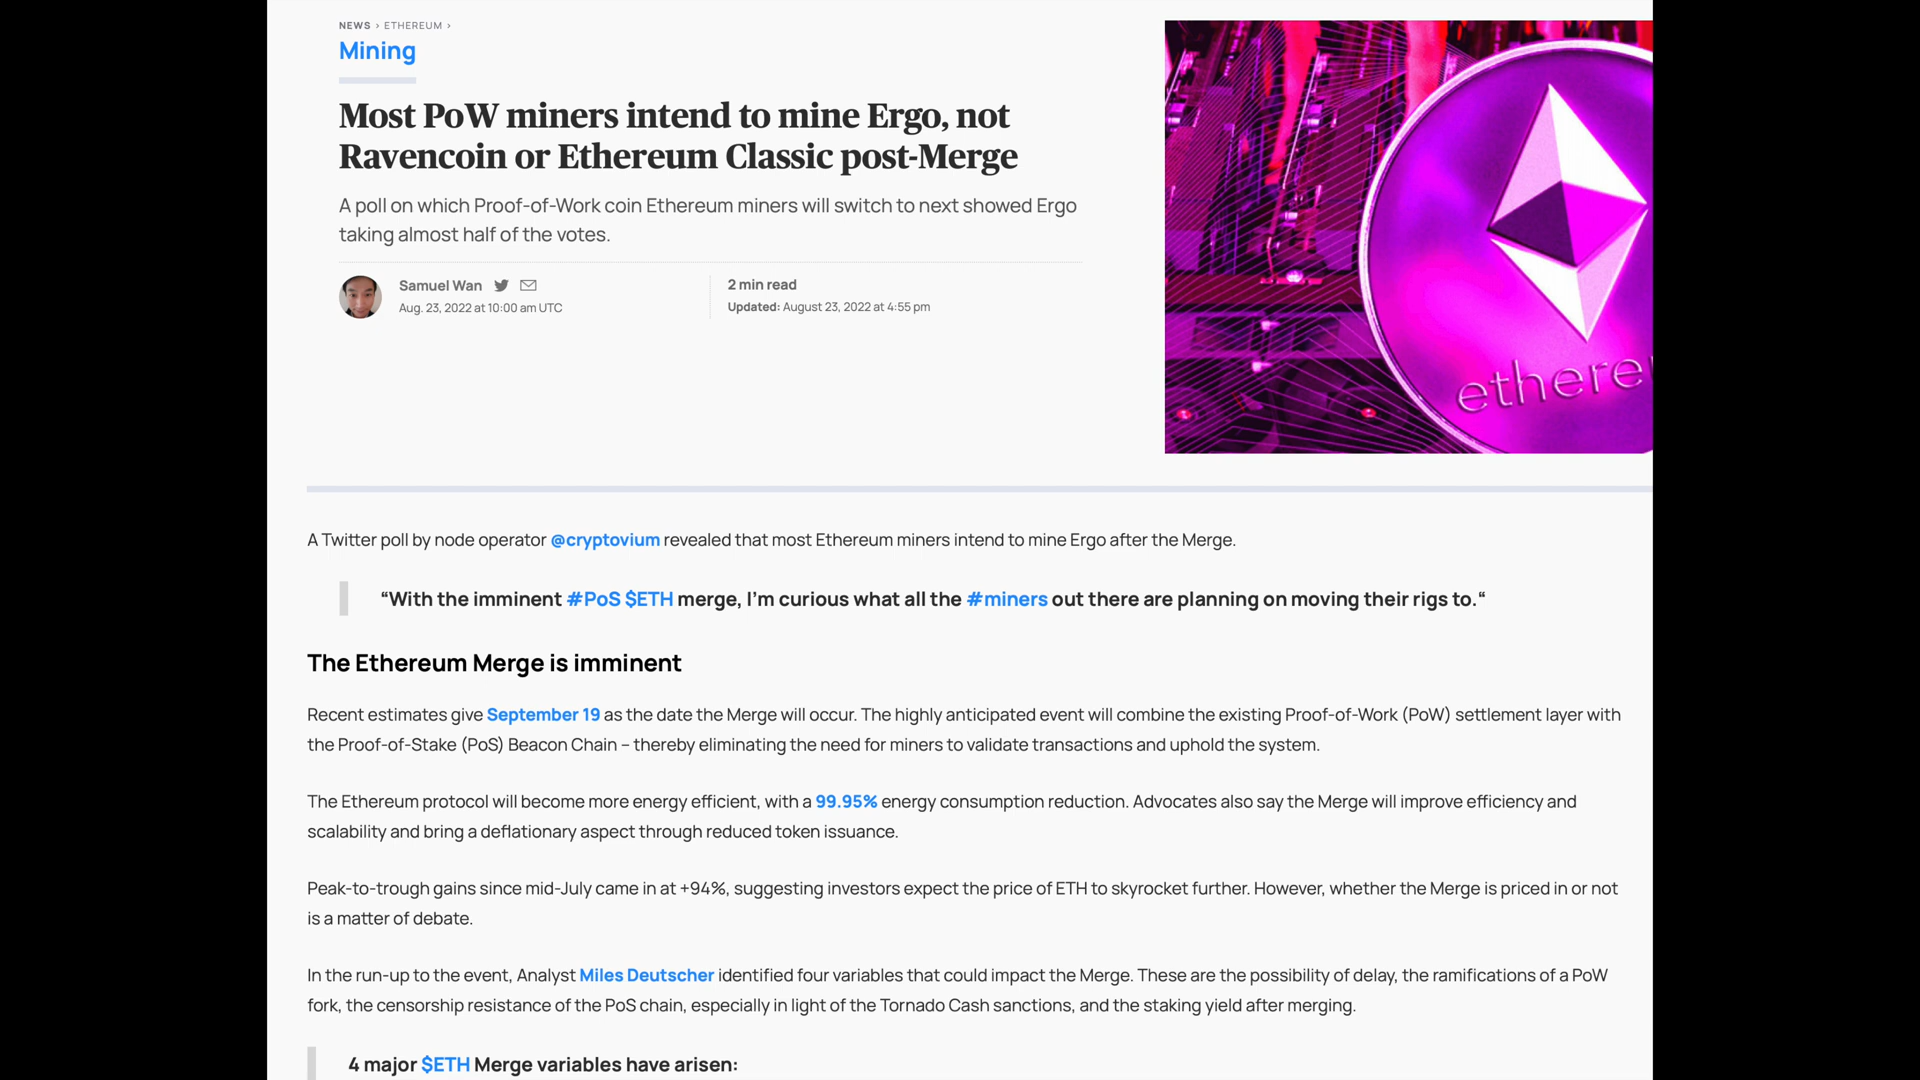 NEWS > ETHEREUM >
Mining
Most PoW miners intend to mine Ergo, not
Ravencoin or Ethereum Classic post-Merge
A poll on which Proof-of-Work coin Ethereum miners will switch to next showed Ergo
taking almost half of the votes.
Samuel Wan
Aug. 23, 2022 at 10:00 am UTC
2 min read
Updated: August 23, 2022 at 4:55 pm
ethere
A Twitter poll by node operator @cryptovium revealed that most Ethereum miners intend to mine Ergo after the Merge.
“With the imminent #PoS $ETH merge, I’m curious what all the #miners out there are planning on moving their rigs to.“
The Ethereum Merge is imminent
Recent estimates give September 19 as the date the Merge will occur. The highly anticipated event will combine the existing Proof-of-Work (PoW) settlement layer with
the Proof-of-Stake (PoS) Beacon Chain – thereby eliminating the need for miners to validate transactions and uphold the system.
The Ethereum protocol will become more energy efficient, with a 99.95% energy consumption reduction. Advocates also say the Merge will improve efficiency and
scalability and bring a deflationary aspect through reduced token issuance.
Peak-to-trough gains since mid-July came in at +94%, suggesting investors expect the price of ETH to skyrocket further. However, whether the Merge is priced in or not
is a matter of debate.
In the run-up to the event, Analyst Miles Deutscher identified four variables that could impact the Merge. These are the possibility of delay, the ramifications of a PoW
fork, the censorship resistance of the PoS chain, especially in light of the Tornado Cash sanctions, and the staking yield after merging.
4 major $ETH Merge variables have arisen: